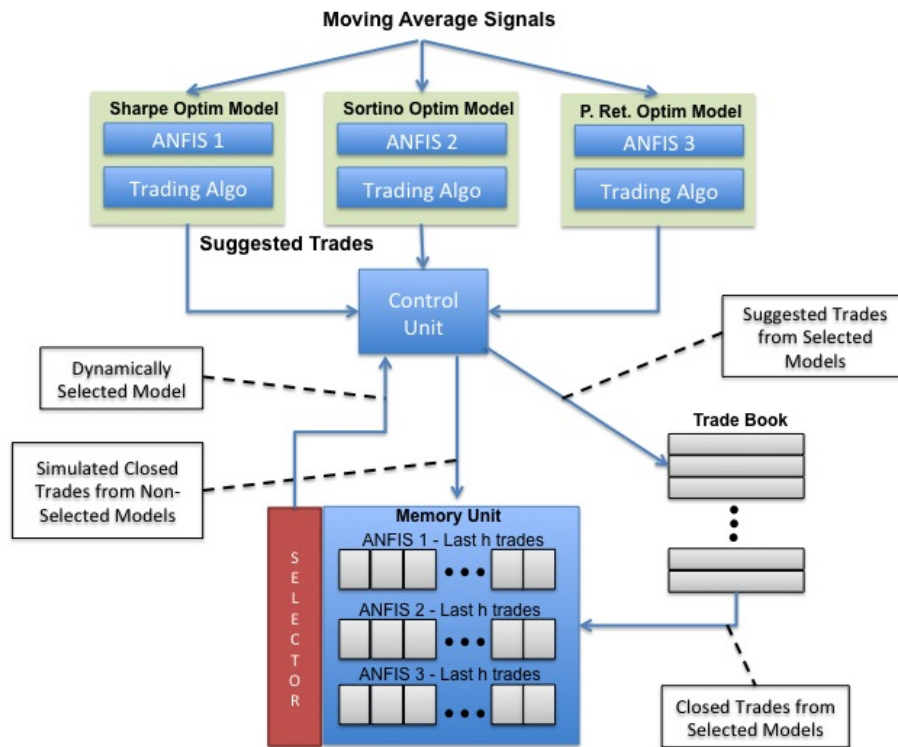 Moving Average Signals
Sharpe Optim Model
ANFIS 1
Trading Algo
Sortino Optim Model
ANFIS 2
Trading Algo
P. Ret. Optim Model
ANFIS 3
Trading Algo
Suggested Trades
Control
Unit
Suggested Trades
from Selected
Models
Dynamically
Selected Model
Trade Book
Simulated Closed
Trades from Non-
Selected Models
SELECTOR
Memory Unit
ANFIS 1 - Last h trades
ANFIS 2 - Last h trades
ANFIS 3 - Last h trades
Closed Trades from
Selected Models